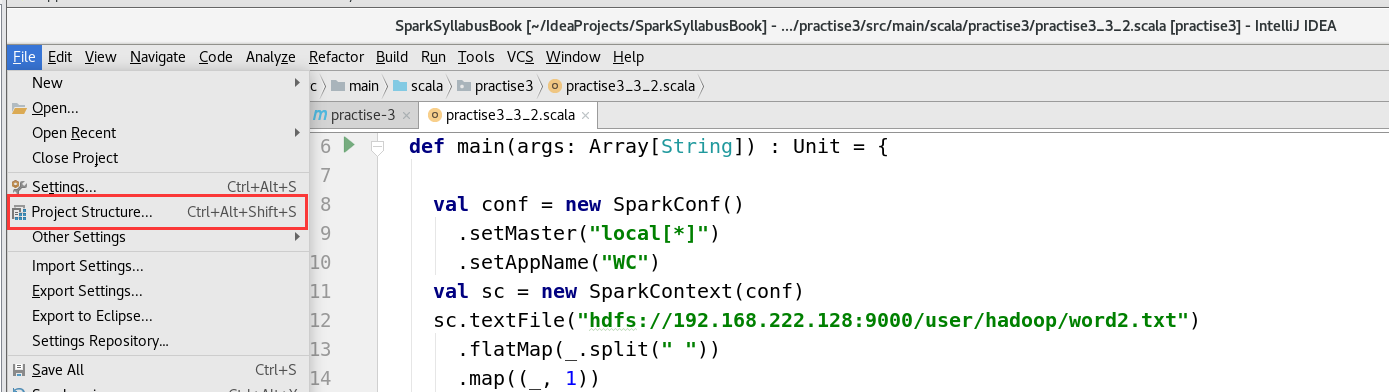 SparkSyllabusBook [~/IdeaProjects/SparkSyllabusBook] - .../practise3/src/main/scala/practise3/practise3_3_2.scala [practise3] - IntelliJ IDEA
File Edit View Navigate Code Analyze Refactor Build Run Tools VCS Window Help
c main scala practise3 practise3_3_2.scala
m practise-3 × practise3_3_2.scala ×
New
Open...
Open Recent
Close Project
Settings... Ctrl+Alt+S
Project Structure... Ctrl+Alt+Shift+S
Other Settings
Import Settings...
Export Settings...
Export to Eclipse...
Settings Repository...
Save All Ctrl+S
6 def main(args: Array[String]) : Unit = {
7
8 val conf = new SparkConf()
9 .setMaster("local[*]")
10 .setAppName("WC")
11 val sc = new SparkContext(conf)
12 sc.textFile("hdfs://192.168.222.128:9000/user/hadoop/word2.txt")
13 .flatMap(_.split(" "))
14 .map((_, 1))